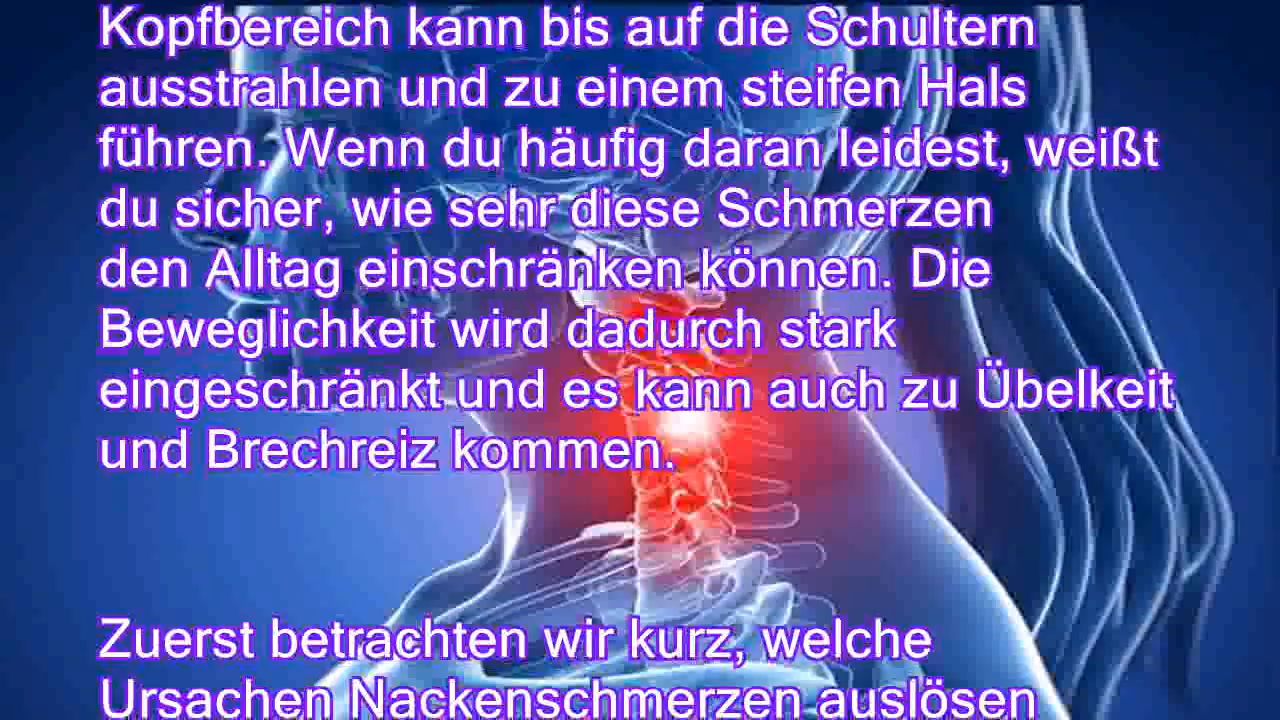 Kopfbereich kann bis auf die Schultern
ausstrahlen und zu einem steifen Hals
führen. Wenn du häufig daran leidest, weißt
du sicher, wie sehr diese Schmerzen
den Alltag einschränken können. Die
Beweglichkeit wird dadurch stark
eingeschränkt und es kann auch zu Übelkeit
und Brechreiz kommen.
Zuerst betrachten wir kurz, welche
Ursachen Nackenschmerzen auslösen